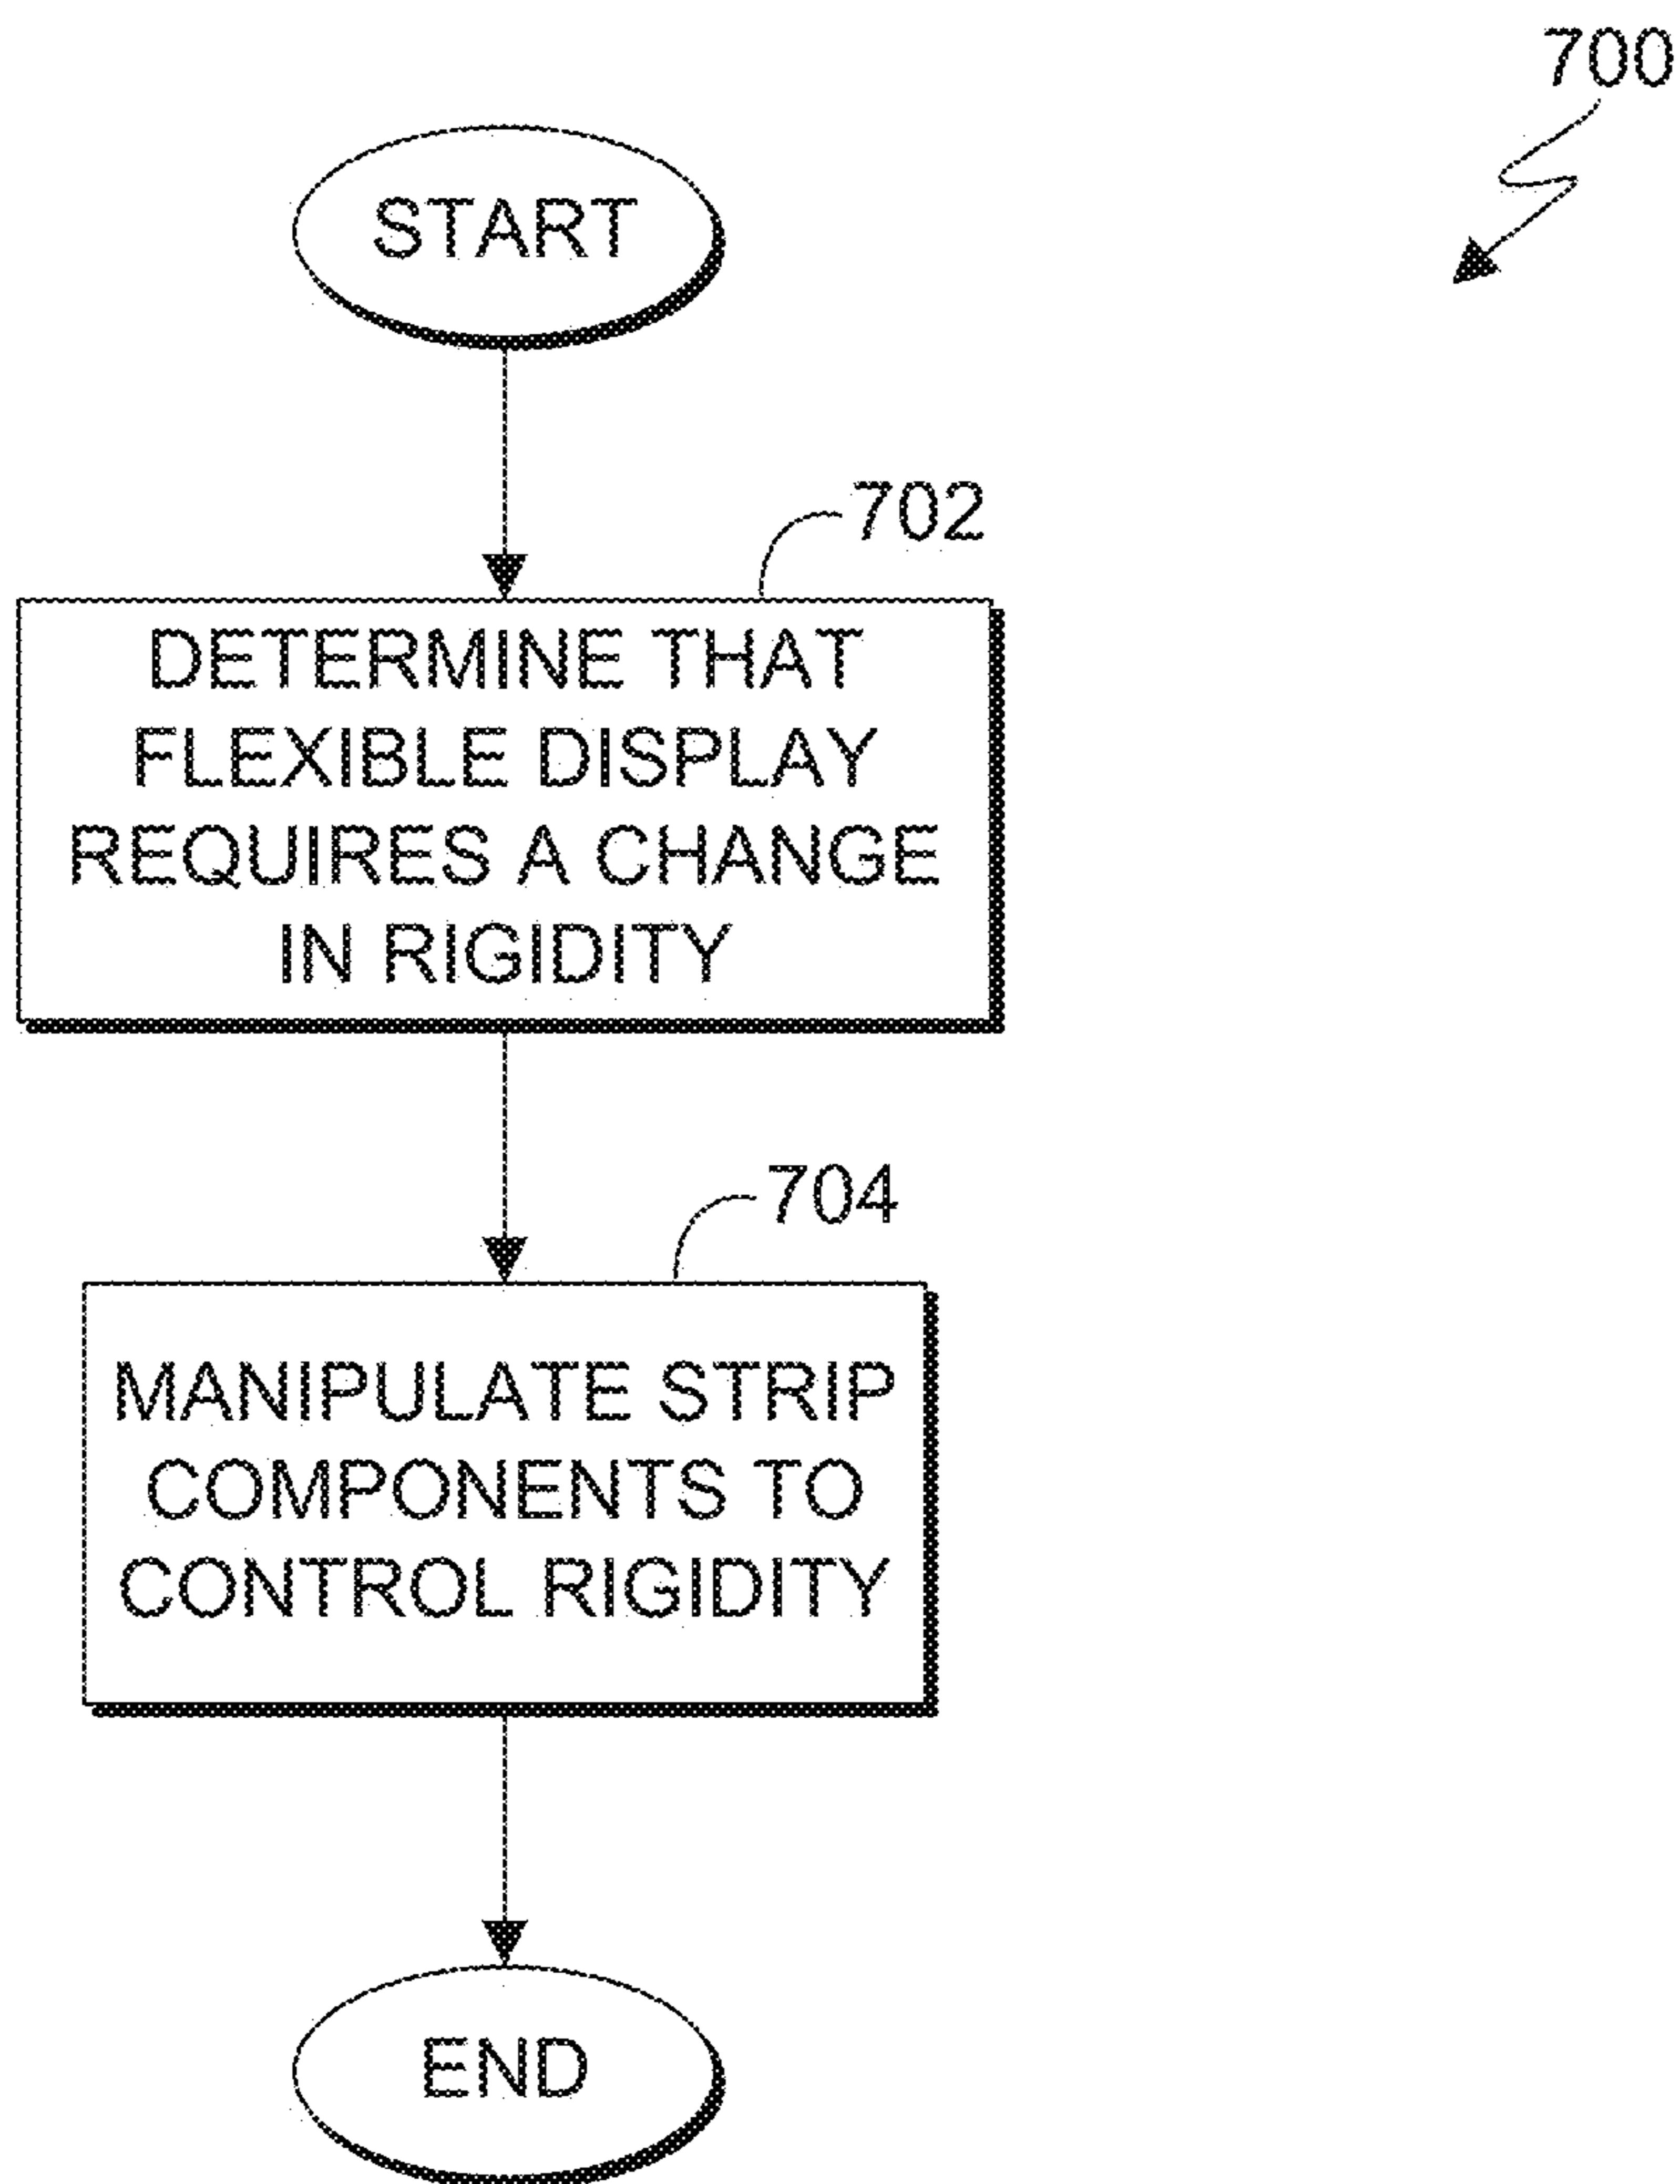 700
START
702
DETERMINE THAT
FLEXIBLE DISPLAY
REQUIRES A CHANGE
IN RIGIDITY
704
MANIPULATE STRIP
COMPONENTS TO
CONTROL RIGIDITY
END